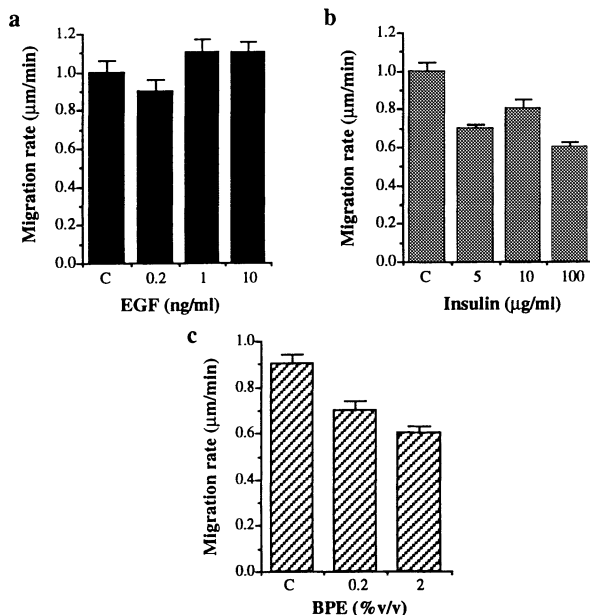 a
Migration rate (μm/min)
1.2
1.0
0.8
0.6
0.4
0.2
0.0
C 0.2 1 10
EGF (ng/ml)
b
Migration rate (μm/min)
1.2
1.0
0.8
0.6
0.4
0.2
0.0
C 5 10 100
Insulin (μg/ml)
c
Migration rate (μm/min)
1.0
0.8
0.6
0.4
0.2
0.0
C 0.2 2
BPE (%v/v)